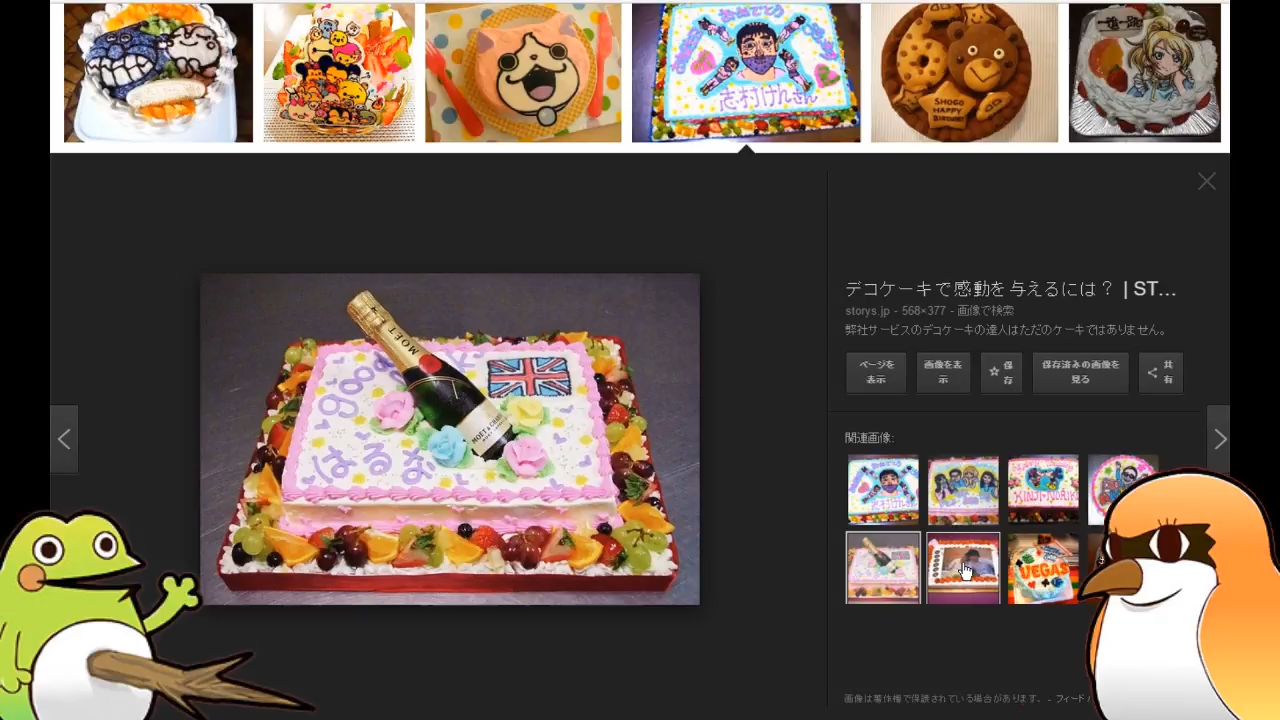 おめでとう
志村けんさん
SHOGO
HAPPY
BIRTHDAY
デコケーキで感動を与えるには？ | ST...
storys.jp - 568×377 - 画像で検索
弊社サービスのデコケーキの達人はただのケーキではありません。
ページを表示
画像を表示
保存
保存済みの画像を見る
共有
good
MOET
はるな
関連画像:
VEGAS
画像は著作権で保護されている場合があります。 - フィード